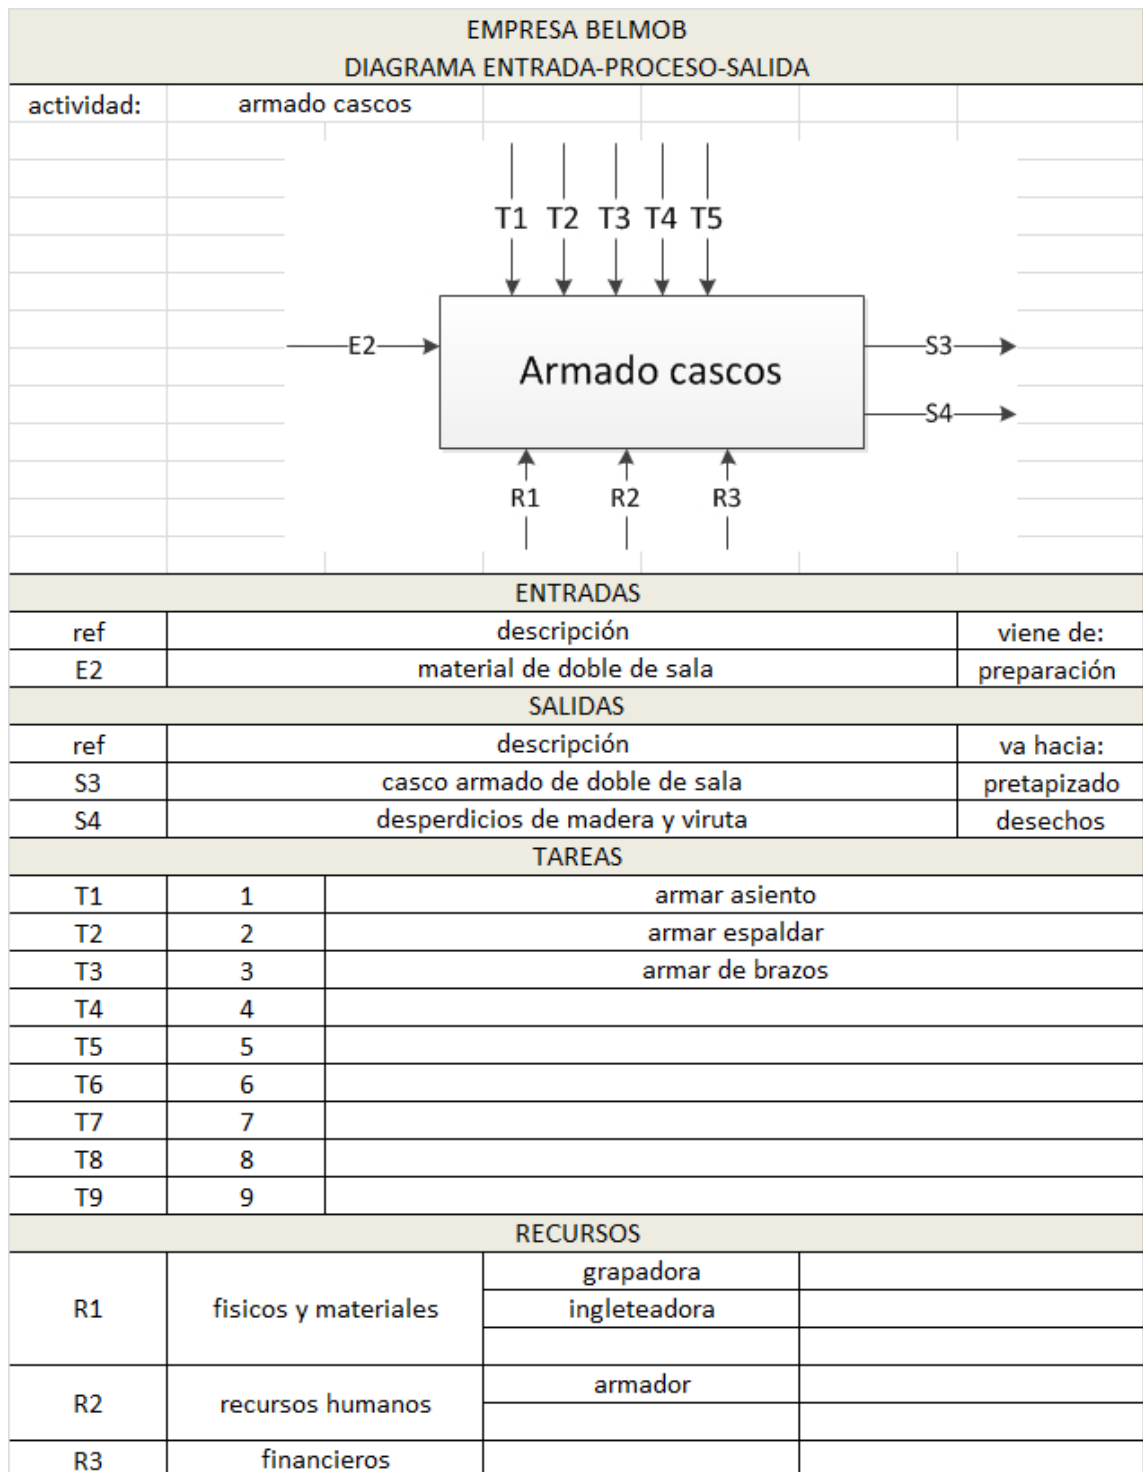 EMPRESA BELMOB
DIAGRAMA ENTRADA-PROCESO-SALIDA
actividad: armado cascos
T1 T2 T3 T4 T5
E2
Armado cascos
S3
S4
R1 R2 R3
ENTRADAS
ref descripción viene de:
E2 material de doble de sala preparación
SALIDAS
ref descripción va hacia:
S3 casco armado de doble de sala pretapizado
S4 desperdicios de madera y viruta desechos
TAREAS
T1 1 armar asiento
T2 2 armar espaldar
T3 3 armar de brazos
T4 4
T5 5
T6 6
T7 7
T8 8
T9 9
RECURSOS
R1 fisicos y materiales grapadora
ingleteadora
R2 recursos humanos armador
R3 financieros